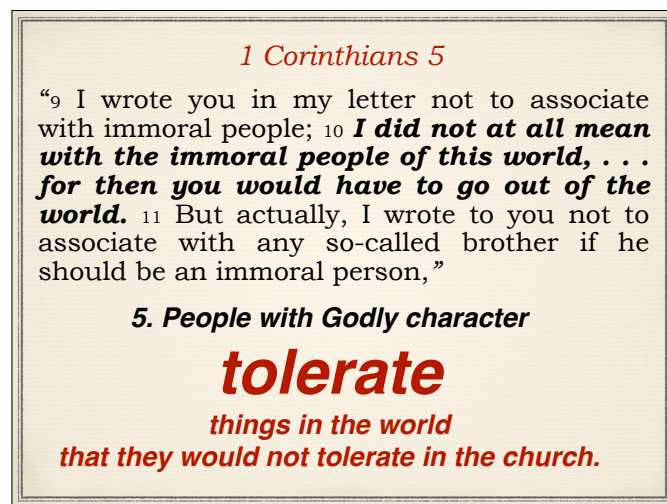 1 Corinthians 5
“9 I wrote you in my letter not to associate
with immoral people; 10 I did not at all mean
with the immoral people of this world, . . .
for then you would have to go out of the
world. 11 But actually, I wrote to you not to
associate with any so-called brother if he
should be an immoral person,”
5. People with Godly character
tolerate
things in the world
that they would not tolerate in the church.